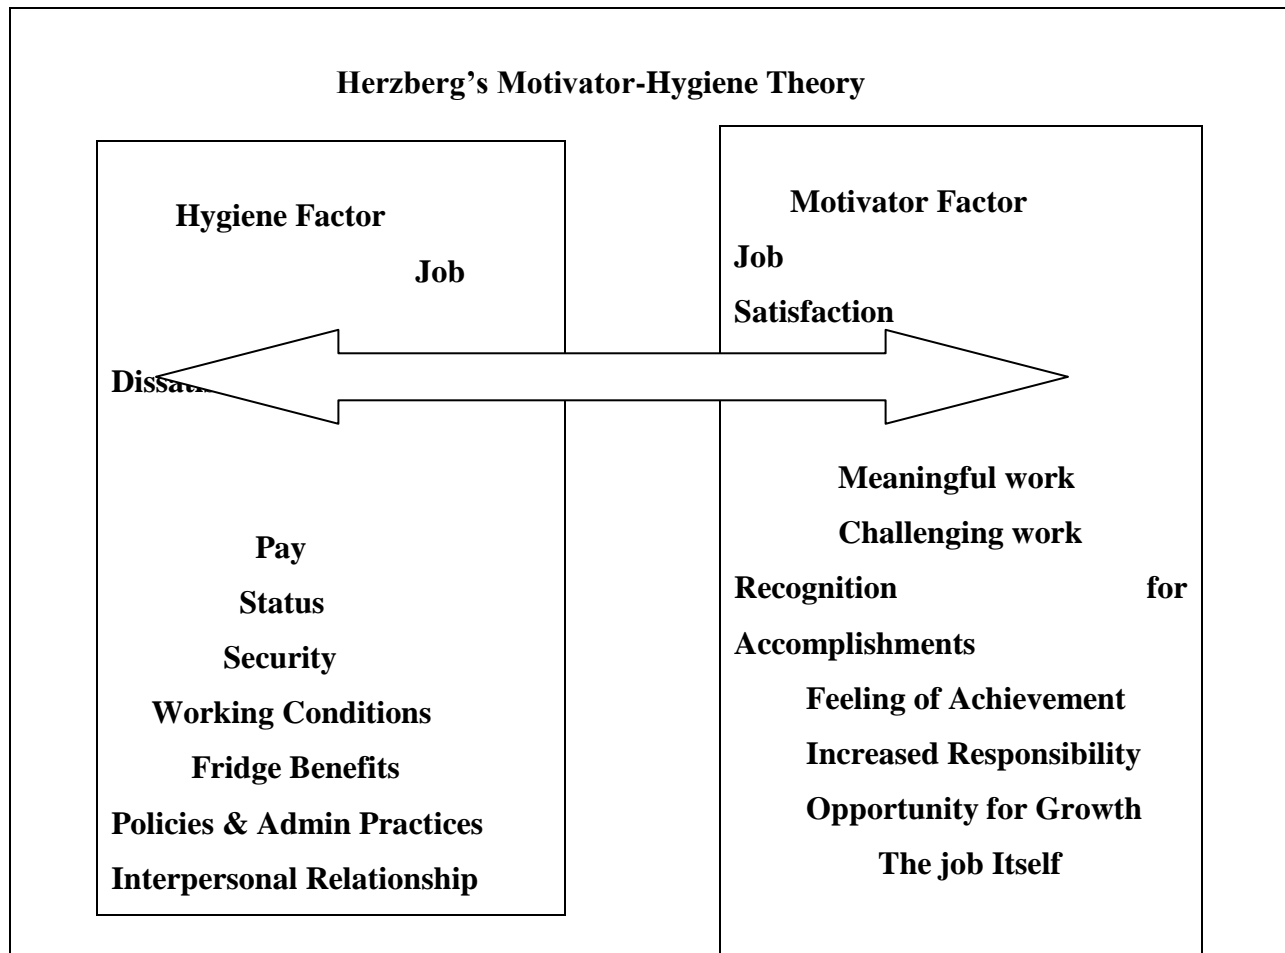 Herzberg’s Motivator-Hygiene Theory
Hygiene Factor
Job
Pay
Status
Security
Working Conditions
Fridge Benefits
Policies & Admin Practices
Interpersonal Relationship
Motivator Factor
Job
Satisfaction
Meaningful work
Challenging work
Recognition for
Accomplishments
Feeling of Achievement
Increased Responsibility
Opportunity for Growth
The job Itself